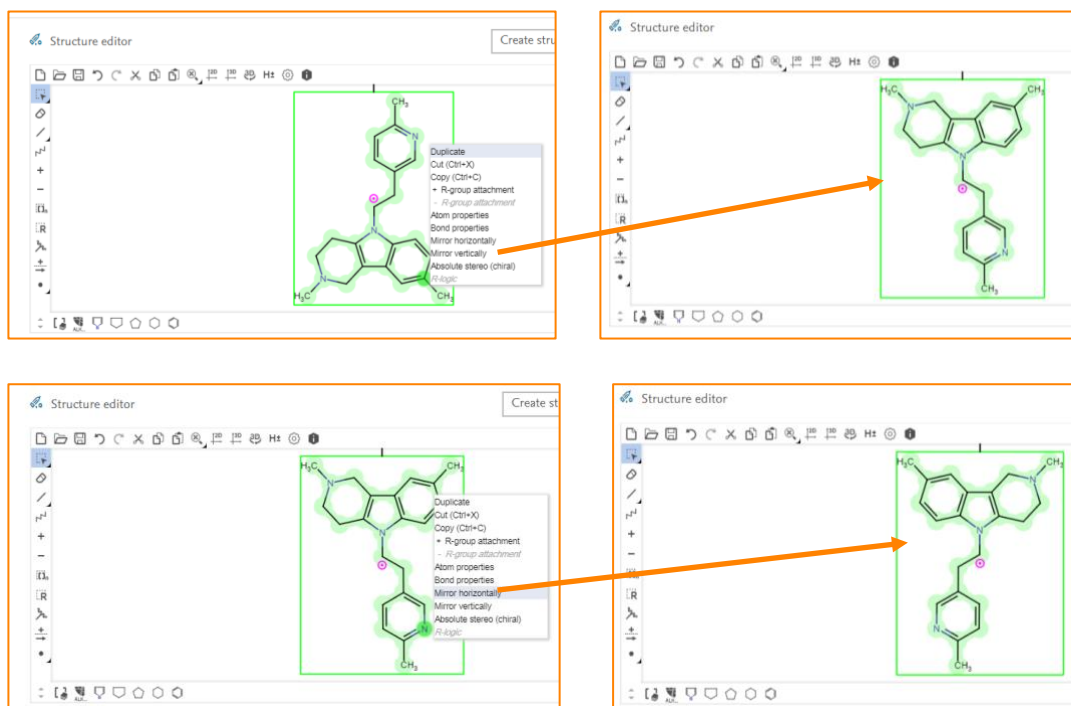 Structure editor
Create stru
H±
CH₃
N
Duplicate
Cut (Ctrl+X)
Copy (Ctrl+C)
+ R-group attachment
- R-group attachment
Atom properties
Bond properties
Mirror horizontally
Mirror vertically
Absolute stereo (chiral)
R-logic
N
N
H₃C
CH₃
Structure editor
H±
H₃C
CH₃
N
N
N
CH₃
Structure editor
Create st
H±
H₃C
CH₃
N
N
Duplicate
Cut (Ctrl+X)
Copy (Ctrl+C)
+ R-group attachment
- R-group attachment
Atom properties
Bond properties
Mirror horizontally
Mirror vertically
Absolute stereo (chiral)
R-logic
N
CH₃
Structure editor
H±
H₃C
CH₃
N
N
N
CH₃